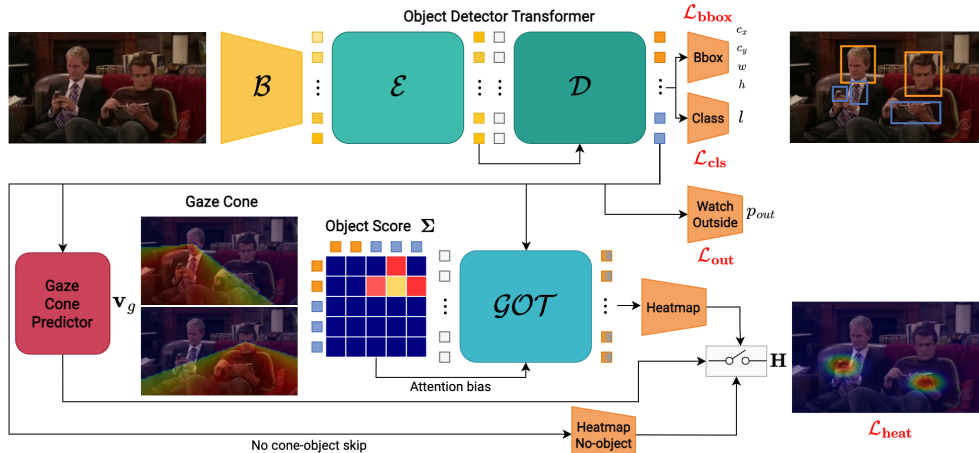 Object Detector Transformer
𝓛bbox
cx
cy
w
h
𝓑
𝓔
𝓓
Bbox
Class
l
𝓛cls
Gaze Cone
Object Score Σ
Watch
Outside
pout
𝓛out
Gaze
Cone
Predictor
vg
𝓖𝓞𝓣
Heatmap
H
Attention bias
No cone-object skip
Heatmap
No-object
𝓛heat